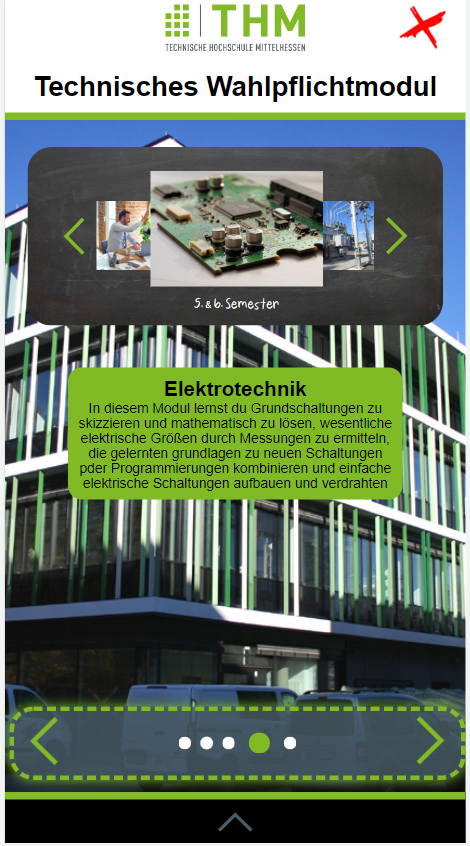 THM
TECHNISCHE HOCHSCHULE MITTELHESSEN
Technisches Wahlpflichtmodul
5. & 6. Semester
Elektrotechnik
In diesem Modul lernst du Grundschaltungen zu
skizzieren und mathematisch zu lösen, wesentliche
elektrische Größen durch Messungen zu ermitteln,
die gelernten grundlagen zu neuen Schaltungen
pder Programmierungen kombinieren und einfache
elektrische Schaltungen aufbauen und verdrahten